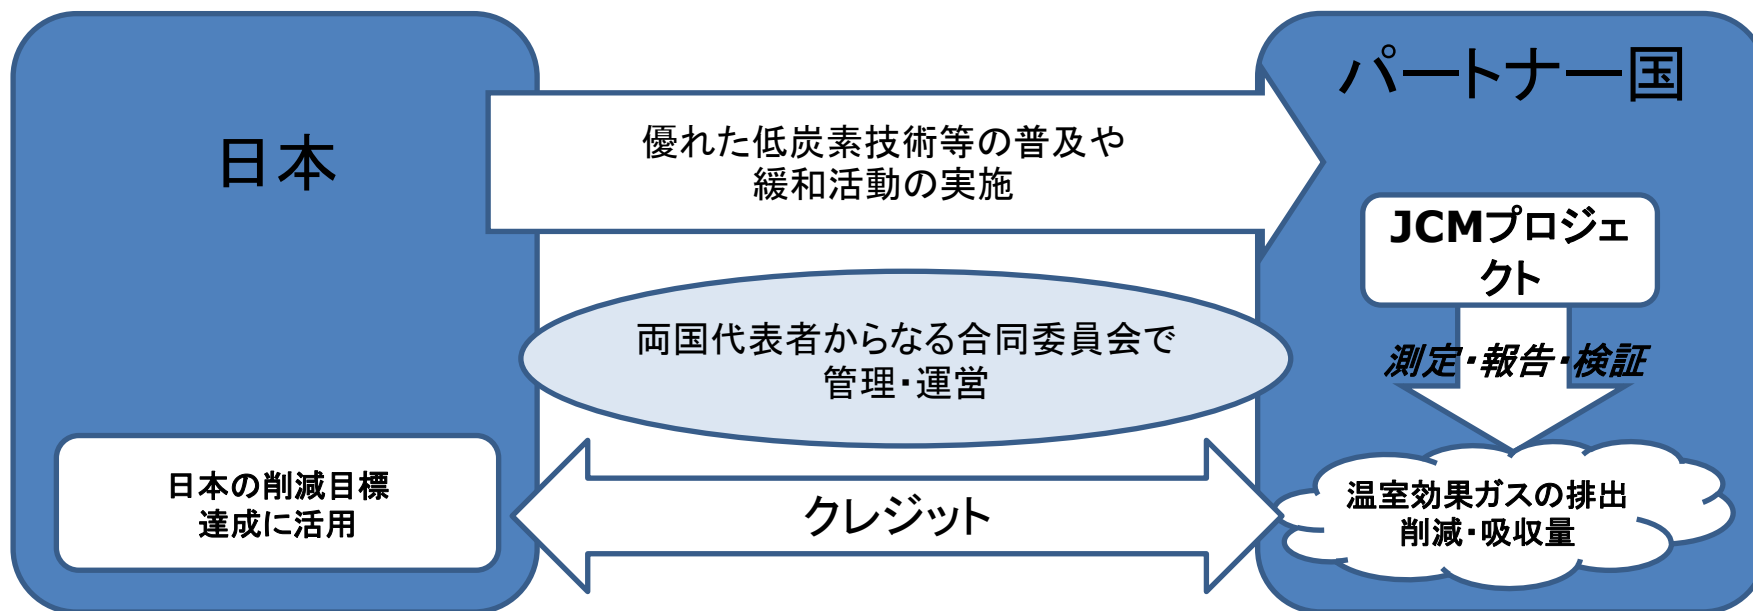 日本
パートナー国
優れた低炭素技術等の普及や
緩和活動の実施
JCMプロジェ
クト
両国代表者からなる合同委員会で
管理・運営
測定・報告・検証
日本の削減目標
達成に活用
クレジット
温室効果ガスの排出
削減・吸収量